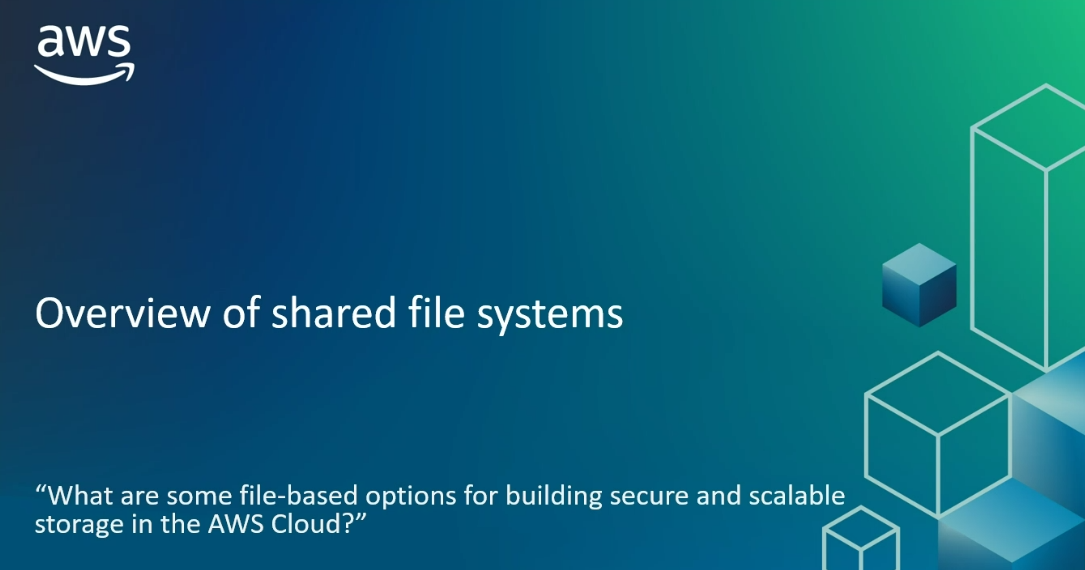 aws
Overview of shared file systems
“What are some file-based options for building secure and scalable
storage in the AWS Cloud?”